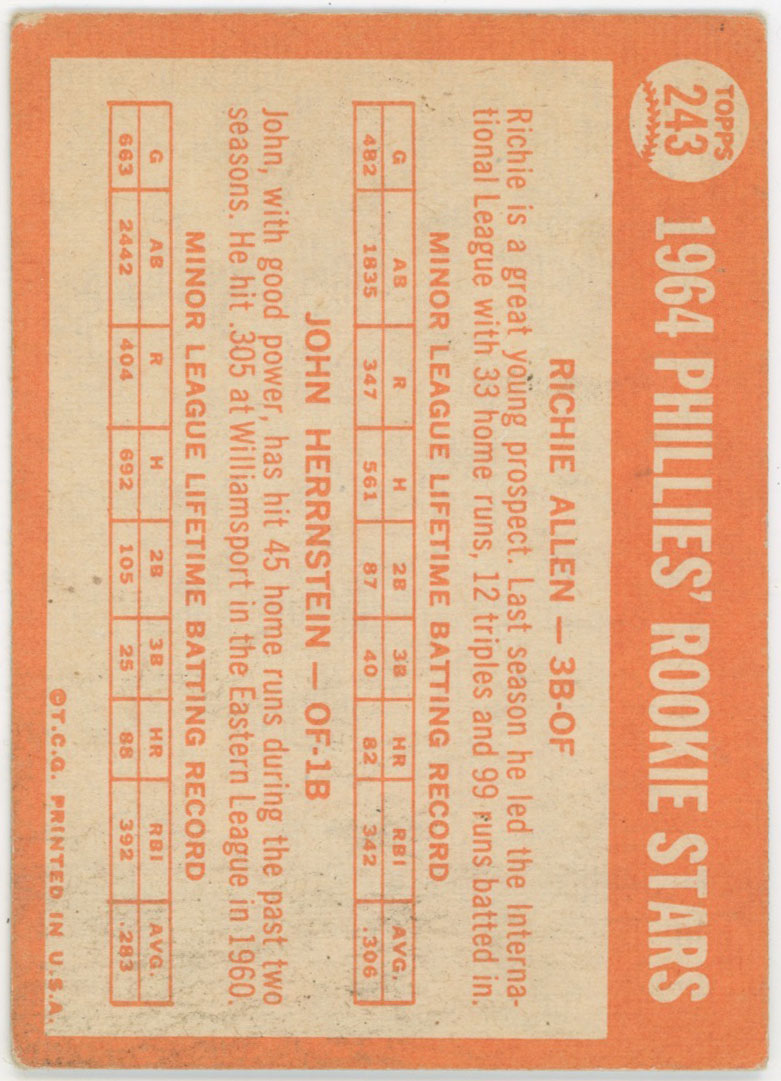 TOPPS
243
1964 PHILLIES' ROOKIE STARS
RICHIE ALLEN — 3B-OF
Richie is a great young prospect. Last season he led the Interna-
tional League with 33 home runs, 12 triples and 99 runs batted in.
MINOR LEAGUE LIFETIME BATTING RECORD
G AB R H 2B 3B HR RBI AVG.
482 1835 347 561 87 40 82 342 .306
JOHN HERRNSTEIN — OF-1B
John, with good power, has hit 45 home runs during the past two
seasons. He hit .305 at Williamsport in the Eastern League in 1960.
MINOR LEAGUE LIFETIME BATTING RECORD
G AB R H 2B 3B HR RBI AVG.
663 2442 404 692 105 25 88 392 .283
©T.C.G. PRINTED IN U.S.A.